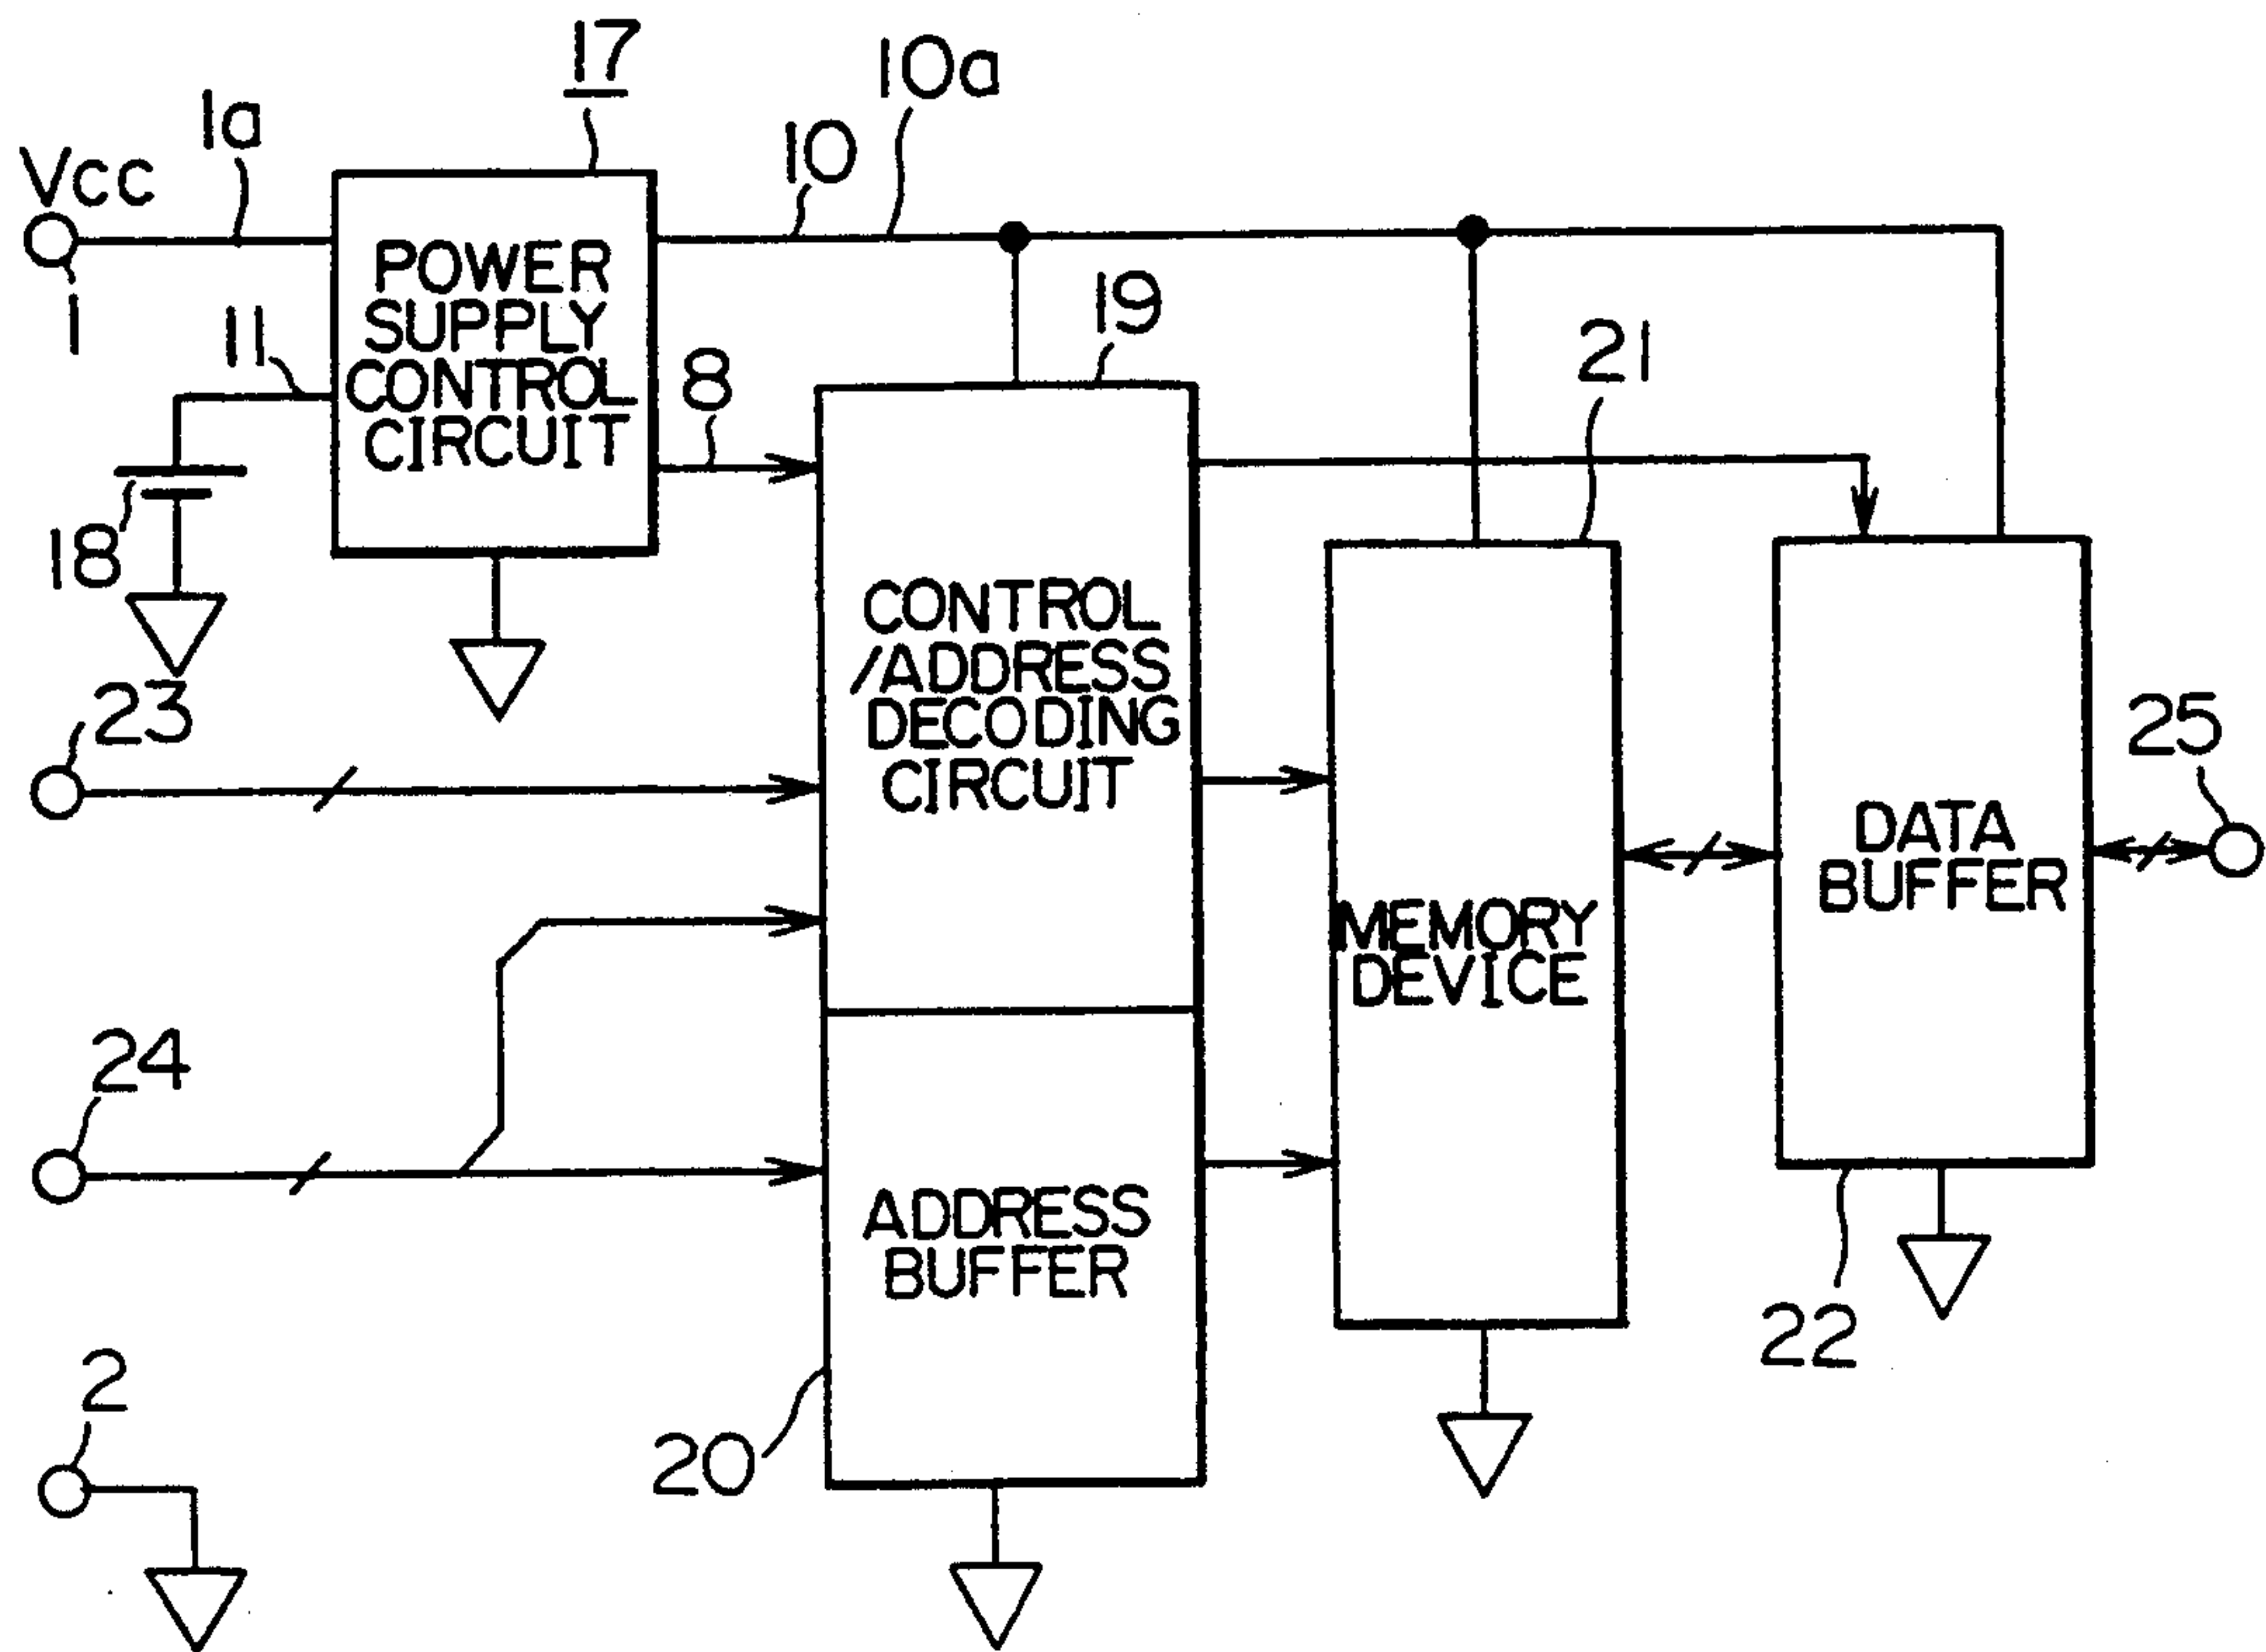 17
10a
1a
10
Vcc
1
POWER
SUPPLY
CONTROL
CIRCUIT
11
8
19
21
18
23
CONTROL
/ADDRESS
DECODING
CIRCUIT
25
DATA
BUFFER
MEMORY
DEVICE
24
ADDRESS
BUFFER
22
2
20